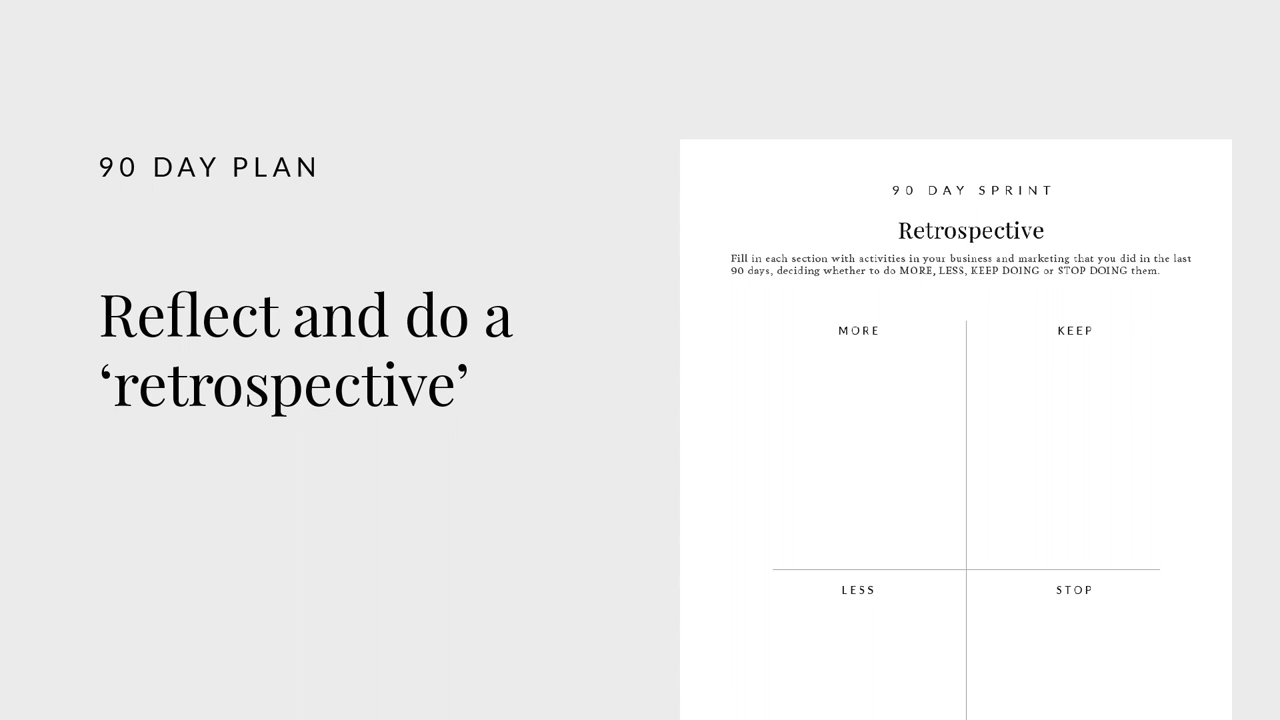 90 DAY PLAN
Reflect and do a
‘retrospective’
90 DAY SPRINT
Retrospective
Fill in each section with activities in your business and marketing that you did in the last
90 days, deciding whether to do MORE, LESS, KEEP DOING or STOP DOING them.
MORE
KEEP
LESS
STOP